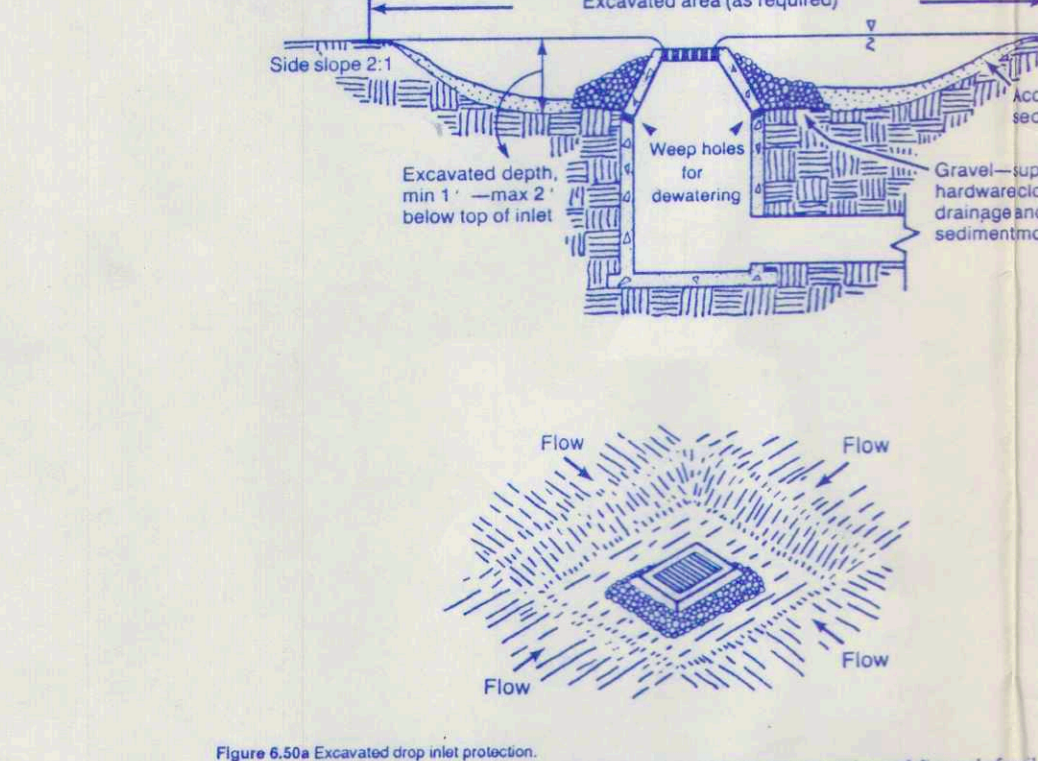 Excavated area (as required)
Side slope 2:1
Weep holes
for
dewatering
Excavated depth,
min 1' —max 2'
below top of inlet
Gravel—
drainage and
Flow
Flow
Flow
Flow
Figure 6.50a Excavated drop inlet protection.